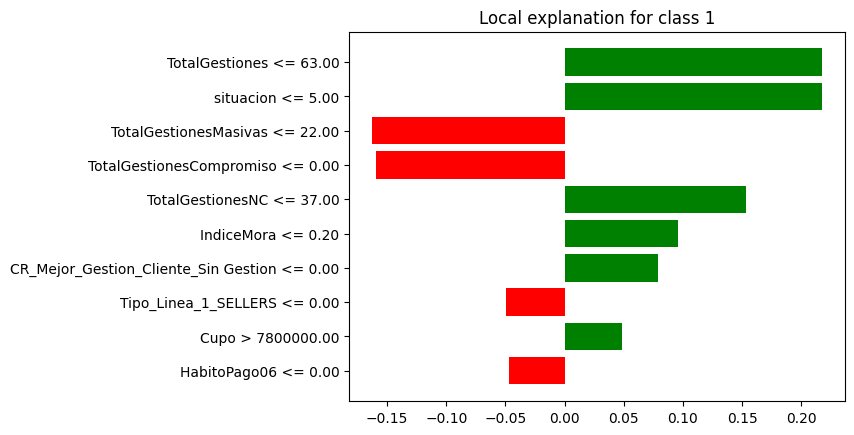 Local explanation for class 1
TotalGestiones <= 63.00
situacion <= 5.00
TotalGestionesMasivas <= 22.00
TotalGestionesCompromiso <= 0.00
TotalGestionesNC <= 37.00
IndiceMora <= 0.20
CR_Mejor_Gestion_Cliente_Sin Gestion <= 0.00
Tipo_Linea_1_SELLERS <= 0.00
Cupo > 7800000.00
HabitoPago06 <= 0.00
−0.15 −0.10 −0.05 0.00 0.05 0.10 0.15 0.20